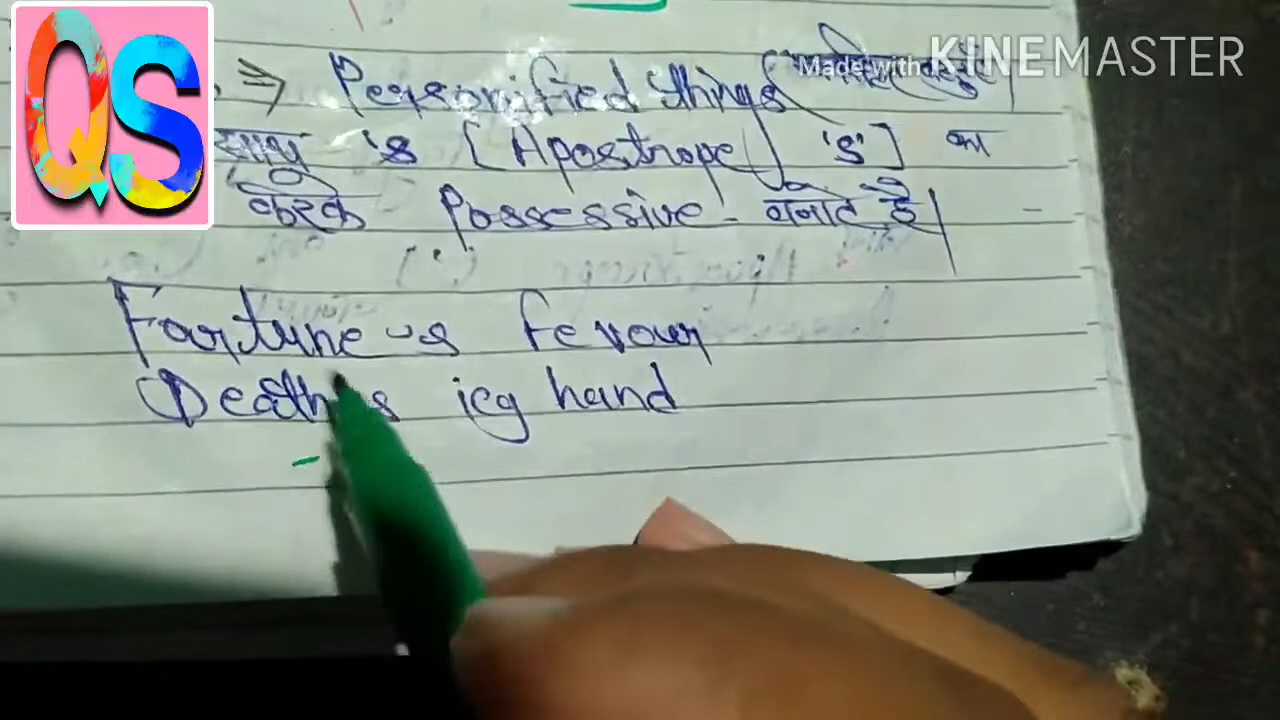 QS
Made with KINEMASTER
⇒ Personified things
साथ 's [Apostrope 's'] का
करके Possessive बनाते है|
Fortune's fevour
Death's icy hand